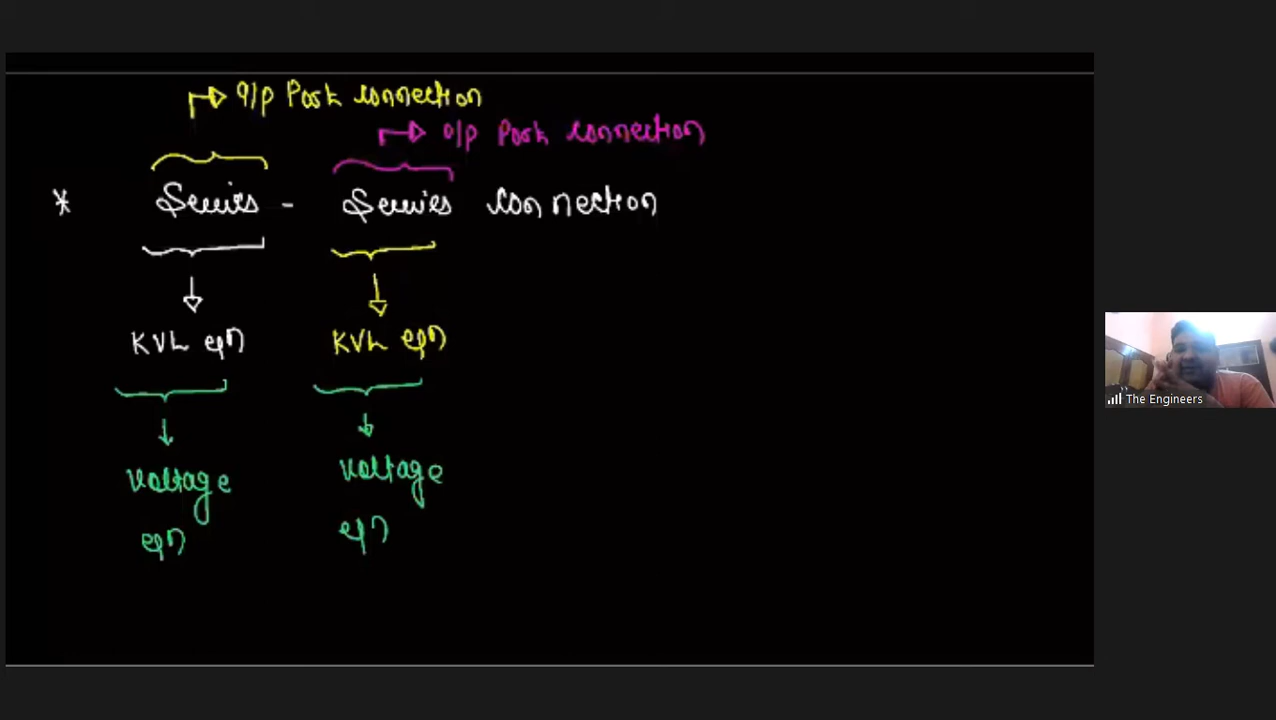 I/p Port connection
O/p Port connection
* Series - Series connection
KVL eqn KVL eqn
Voltage Voltage
eqn eqn
The Engineers